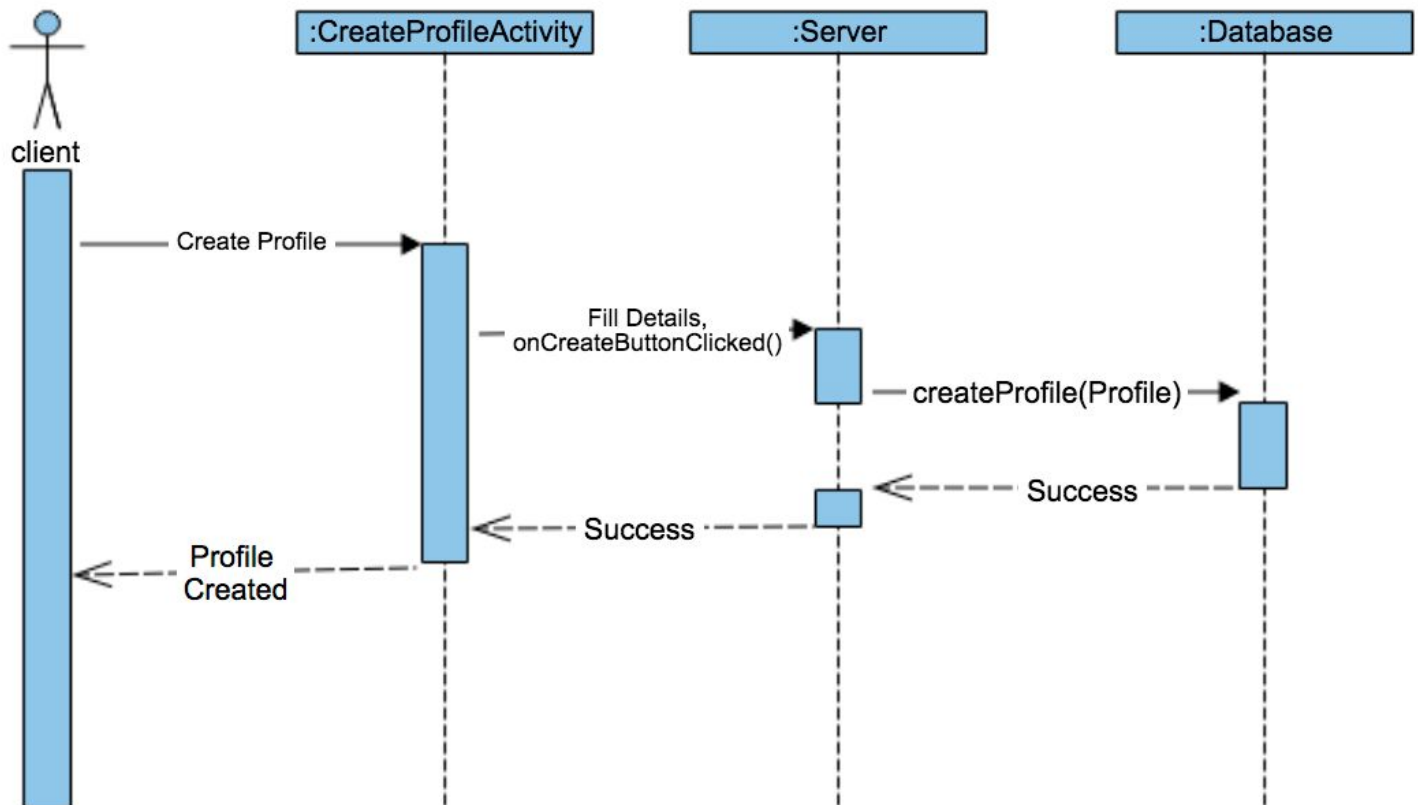 :CreateProfileActivity
:Server
:Database
client
Create Profile
Fill Details,
onCreateButtonClicked()
createProfile(Profile)
Success
Success
Profile
Created